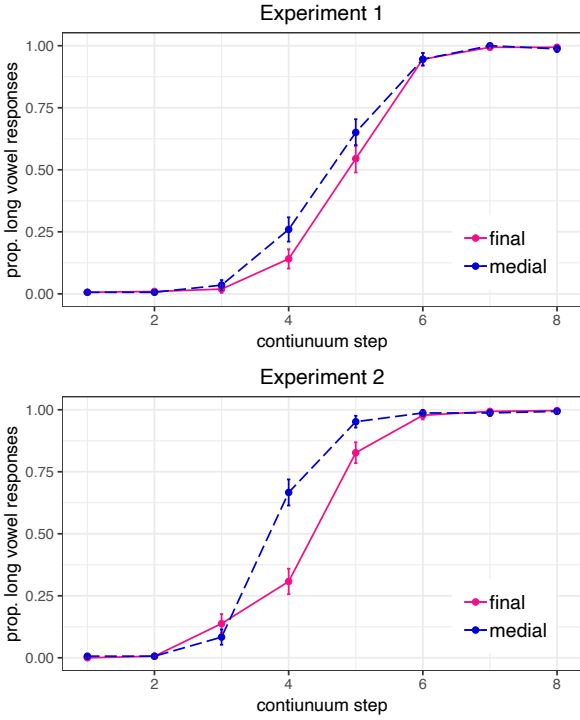 Experiment 1
prop. long vowel responses
1.00
0.75
0.50
0.25
0.00
final
medial
2 4 6 8
contiunuum step
Experiment 2
prop. long vowel responses
1.00
0.75
0.50
0.25
0.00
final
medial
2 4 6 8
contiunuum step